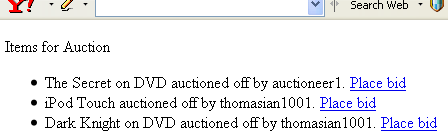 Y!
Search Web
Items for Auction
The Secret on DVD auctioned off by auctioneer1. Place bid
iPod Touch auctioned off by thomasian1001. Place bid
Dark Knight on DVD auctioned off by thomasian1001. Place bid